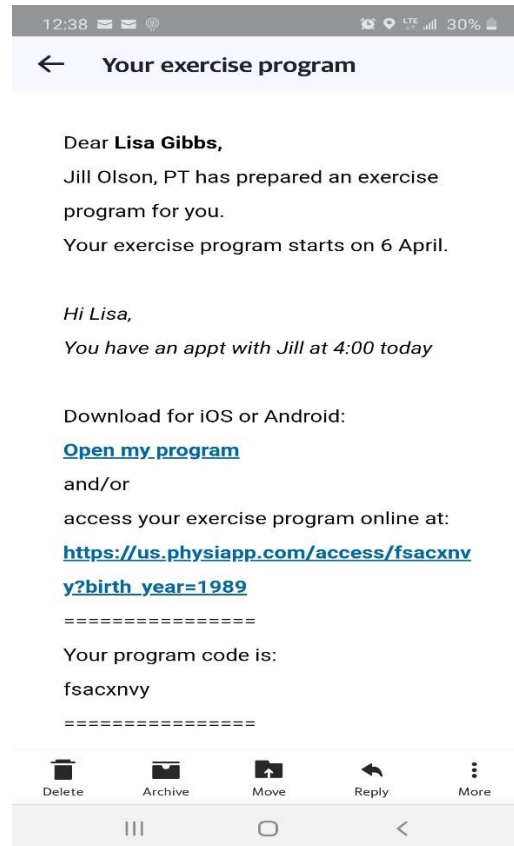 12:38 LTE 30%
Your exercise program
Dear Lisa Gibbs,
Jill Olson, PT has prepared an exercise
program for you.
Your exercise program starts on 6 April.
Hi Lisa,
You have an appt with Jill at 4:00 today
Download for iOS or Android:
Open my program
and/or
access your exercise program online at:
https://us.physiapp.com/access/fsacxnv
y?birth_year=1989
================
Your program code is:
fsacxnvy
================
Delete Archive Move Reply More